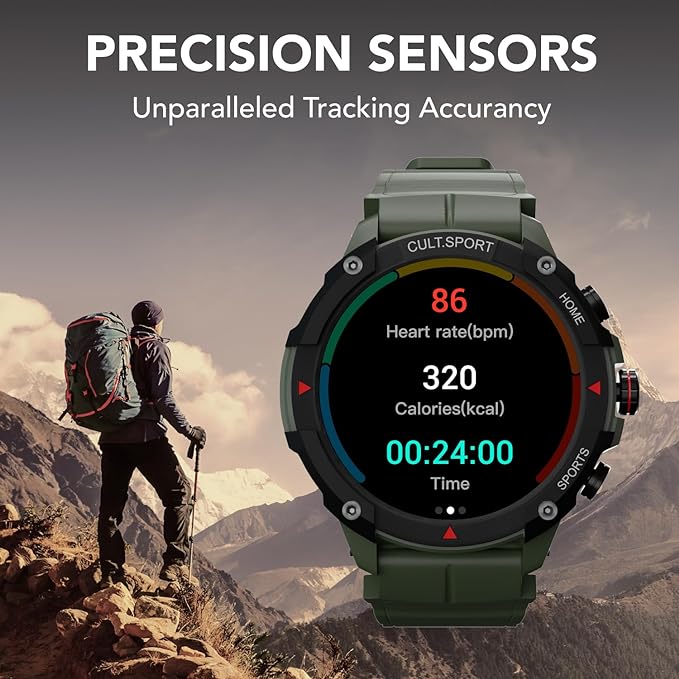 PRECISION SENSORS
Unparalleled Tracking Accurancy
CULT.SPORT
HOME
86
Heart rate(bpm)
320
Calories(kcal)
00:24:00
Time
SPORTS